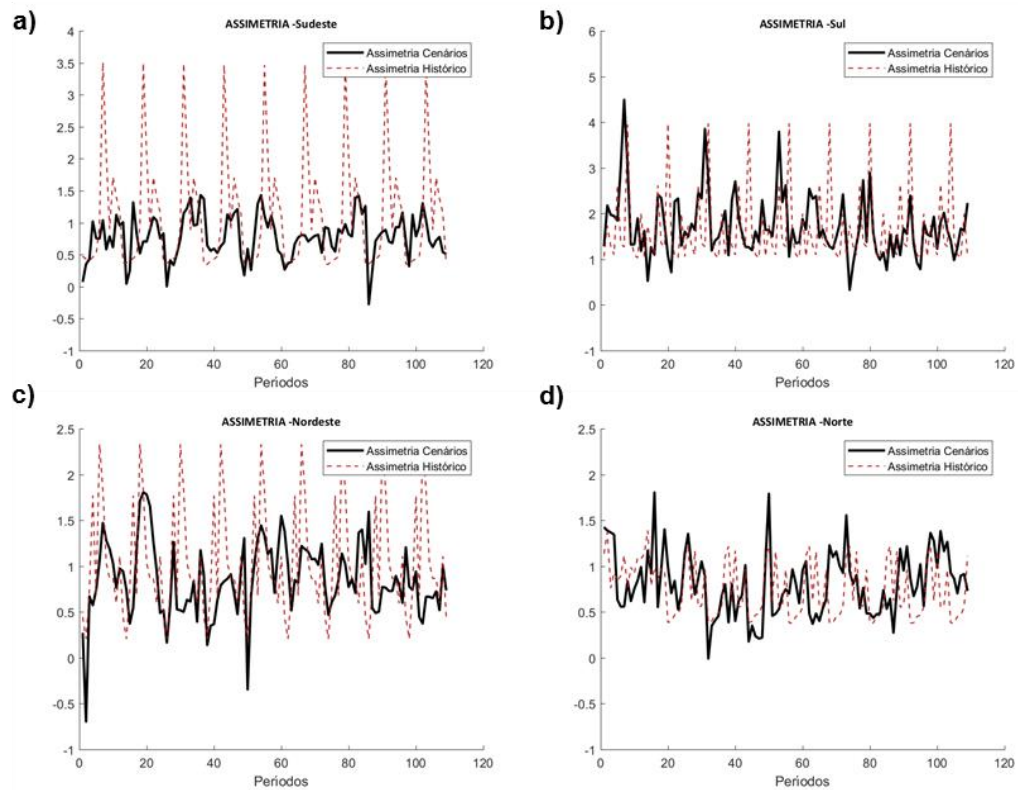 a)
ASSIMETRIA -Sudeste
4
3.5
3
2.5
2
1.5
1
0.5
0
-0.5
-1
Assimetria Cenários
Assimetria Histórico
0 20 40 60 80 100 120
Periodos
b)
ASSIMETRIA -Sul
6
5
4
3
2
1
0
-1
Assimetria Cenários
Assimetria Histórico
0 20 40 60 80 100 120
Periodos
c)
ASSIMETRIA -Nordeste
2.5
2
1.5
1
0.5
0
-0.5
-1
Assimetria Cenários
Assimetria Histórico
0 20 40 60 80 100 120
Periodos
d)
ASSIMETRIA -Norte
2.5
2
1.5
1
0.5
0
-0.5
-1
Assimetria Cenários
Assimetria Histórico
0 20 40 60 80 100 120
Periodos